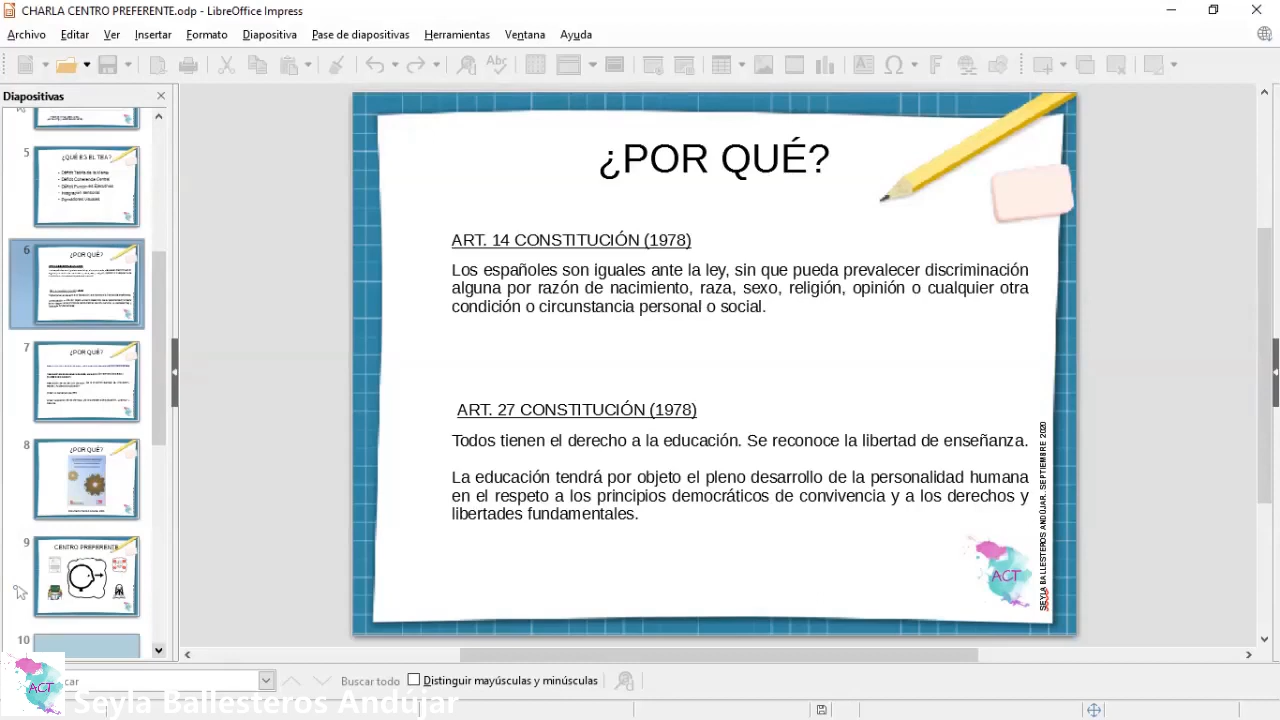 CHARLA CENTRO PREFERENTE.odp - LibreOffice Impress
Archivo Editar Ver Insertar Formato Diapositiva Pase de diapositivas Herramientas Ventana Ayuda
Diapositivas
5
¿QUÉ ES EL TEA?
6
¿POR QUÉ?
7
¿POR QUÉ?
8
¿POR QUÉ?
9
CENTRO PREFERENTE
10
¿POR QUÉ?
ART. 14 CONSTITUCIÓN (1978)
Los españoles son iguales ante la ley, sin que pueda prevalecer discriminación
alguna por razón de nacimiento, raza, sexo, religión, opinión o cualquier otra
condición o circunstancia personal o social.
ART. 27 CONSTITUCIÓN (1978)
Todos tienen el derecho a la educación. Se reconoce la libertad de enseñanza.
La educación tendrá por objeto el pleno desarrollo de la personalidad humana
en el respeto a los principios democráticos de convivencia y a los derechos y
libertades fundamentales.
ACT
SEYLA BALLESTEROS ANDÚJAR. SEPTIEMBRE 2020
ACT
car
Buscar todo
Distinguir mayúsculas y minúsculas
Seyla Ballesteros Andújar